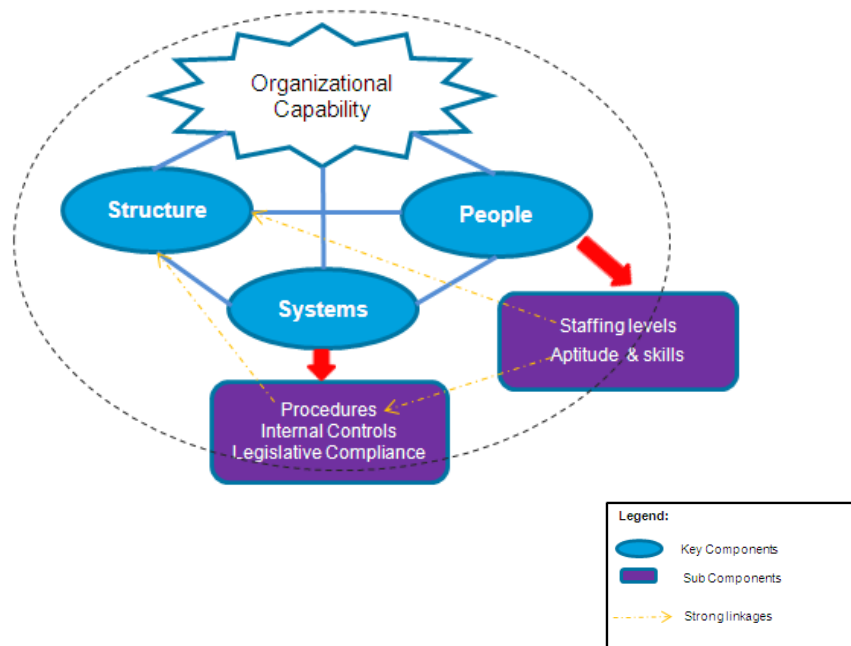 Organizational
Capability
Structure
People
Systems
Staffing levels
Aptitude & skills
Procedures
Internal Controls
Legislative Compliance
Legend:
Key Components
Sub Components
Strong linkages